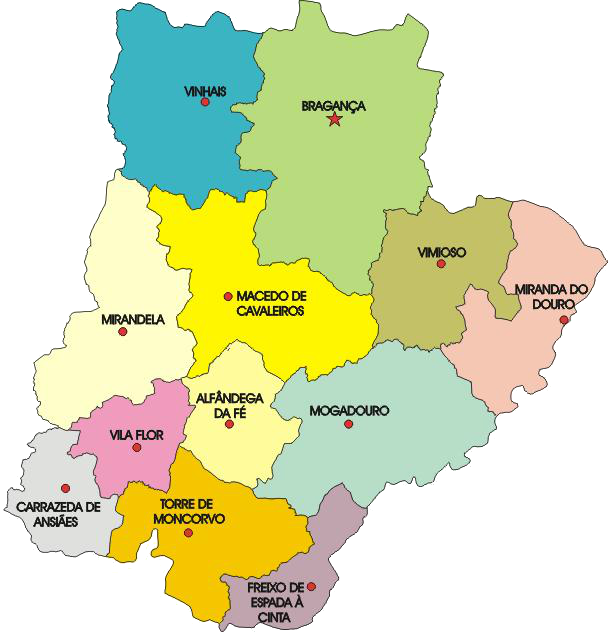 VINHAIS
BRAGANÇA
VIMIOSO
MIRANDA DO
DOURO
MACEDO DE
CAVALEIROS
MIRANDELA
ALFÂNDEGA
DA FÉ
MOGADOURO
VILA FLOR
CARRAZEDA DE
ANSIÃES
TORRE DE
MONCORVO
FREIXO DE
ESPADA À
CINTA